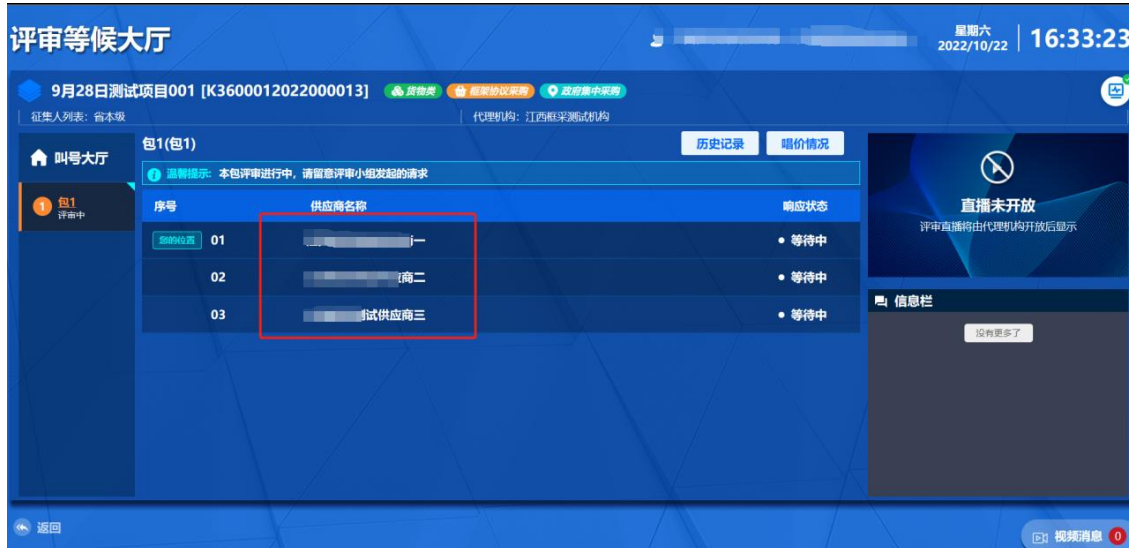 评审等候大厅
星期六
2022/10/22
16:33:23
9月28日测试项目001 [K3600012022000013]
货物类
框架协议采购
政府集中采购
征集人列表：省本级
代理机构：江西框采测试机构
叫号大厅
包1(包1)
历史记录
唱价情况
温馨提示: 本包评审进行中，请留意评审小组发起的请求
1 包1
评审中
序号 供应商名称 响应状态
您的位置 01 一 等待中
02 商二 等待中
03 试供应商三 等待中
直播未开放
评审直播将由代理机构开放后显示
信息栏
没有更多了
返回
视频消息 0